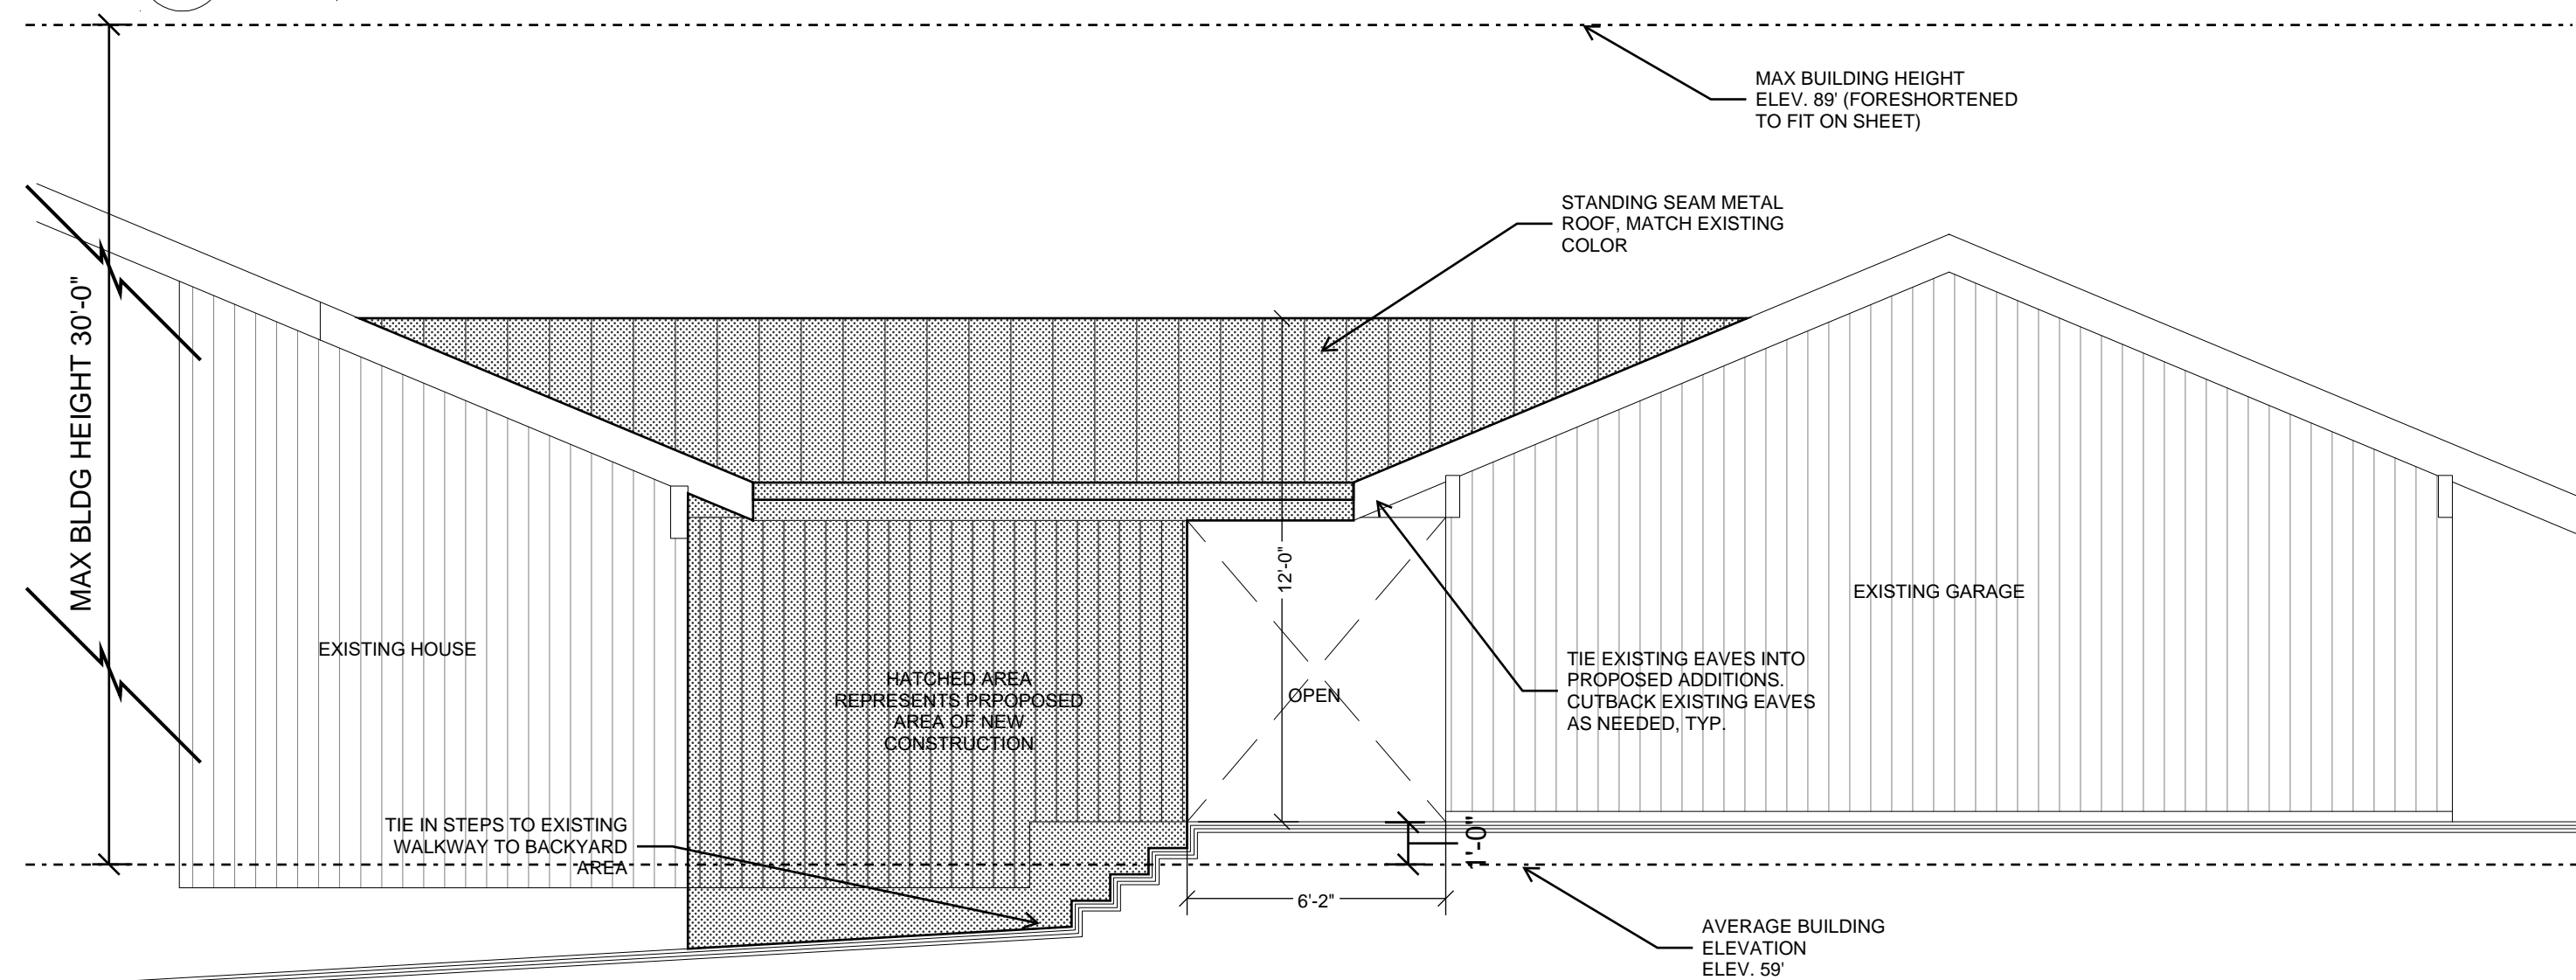 MAX BUILDING HEIGHT
ELEV. 89' (FORESHORTENED
TO FIT ON SHEET)
STANDING SEAM METAL
ROOF, MATCH EXISTING
COLOR
MAX BLDG HEIGHT 30'-0"
12'-0"
EXISTING GARAGE
EXISTING HOUSE
TIE EXISTING EAVES INTO
PROPOSED ADDITIONS.
CUTBACK EXISTING EAVES
AS NEEDED, TYP.
HATCHED AREA
REPRESENTS PRPOPOSED
AREA OF NEW
CONSTRUCTION
OPEN
TIE IN STEPS TO EXISTING
WALKWAY TO BACKYARD
AREA
1'-0"
6'-2"
AVERAGE BUILDING
ELEVATION
ELEV. 59'